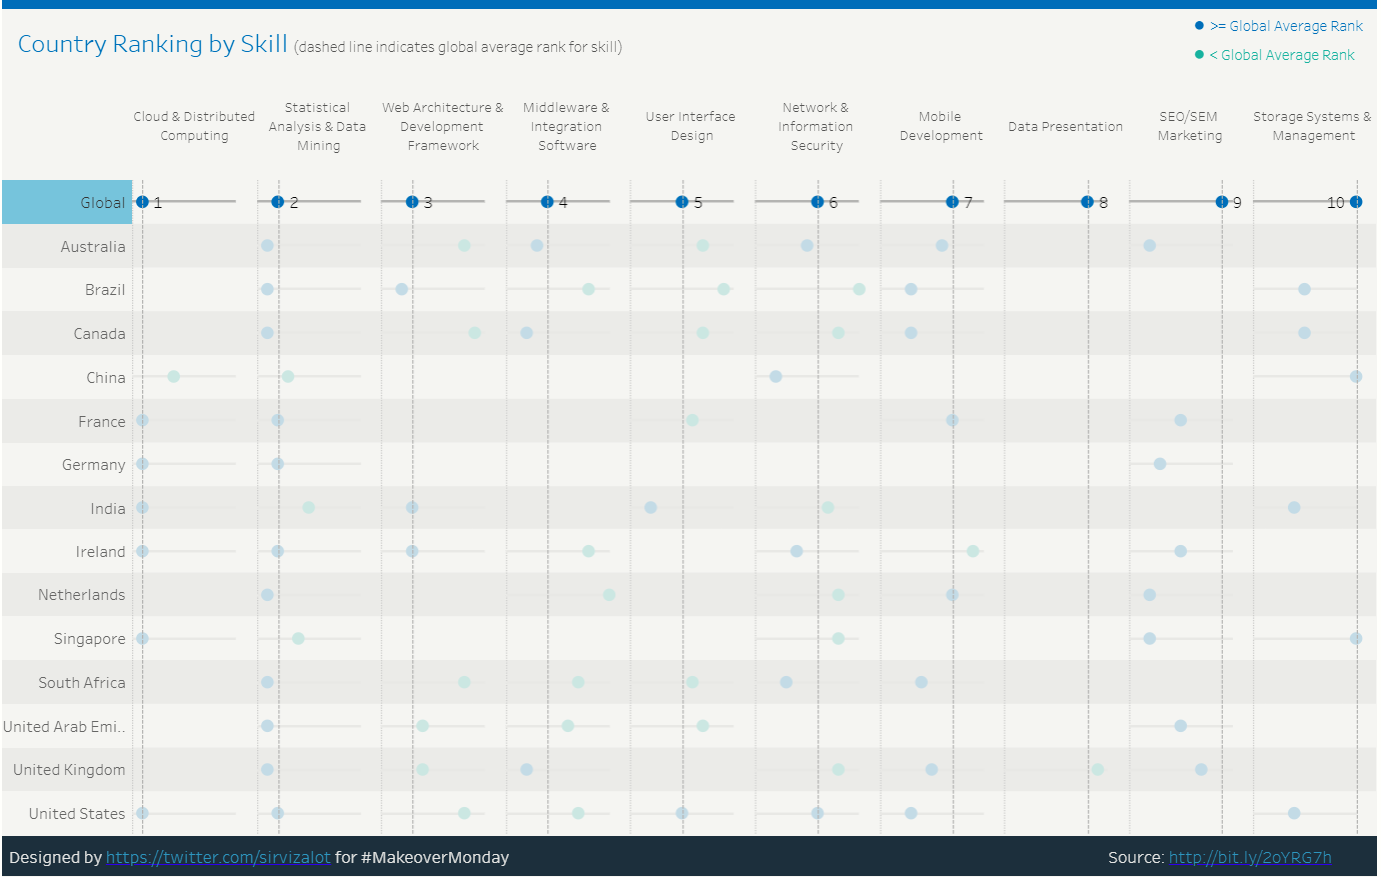 >= Global Average Rank
Country Ranking by Skill (dashed line indicates global average rank for skill)
< Global Average Rank
Cloud & Distributed
Computing
Statistical
Analysis & Data
Mining
Web Architecture &
Development
Framework
Middleware &
Integration
Software
User Interface
Design
Network &
Information
Security
Mobile
Development
Data Presentation
SEO/SEM
Marketing
Storage Systems &
Management
Global 1 2 3 4 5 6 7 8 9 10
Australia
Brazil
Canada
China
France
Germany
India
Ireland
Netherlands
Singapore
South Africa
United Arab Emi..
United Kingdom
United States
Designed by https://twitter.com/sirvizalot for #MakeoverMonday
Source: http://bit.ly/2oYRG7h